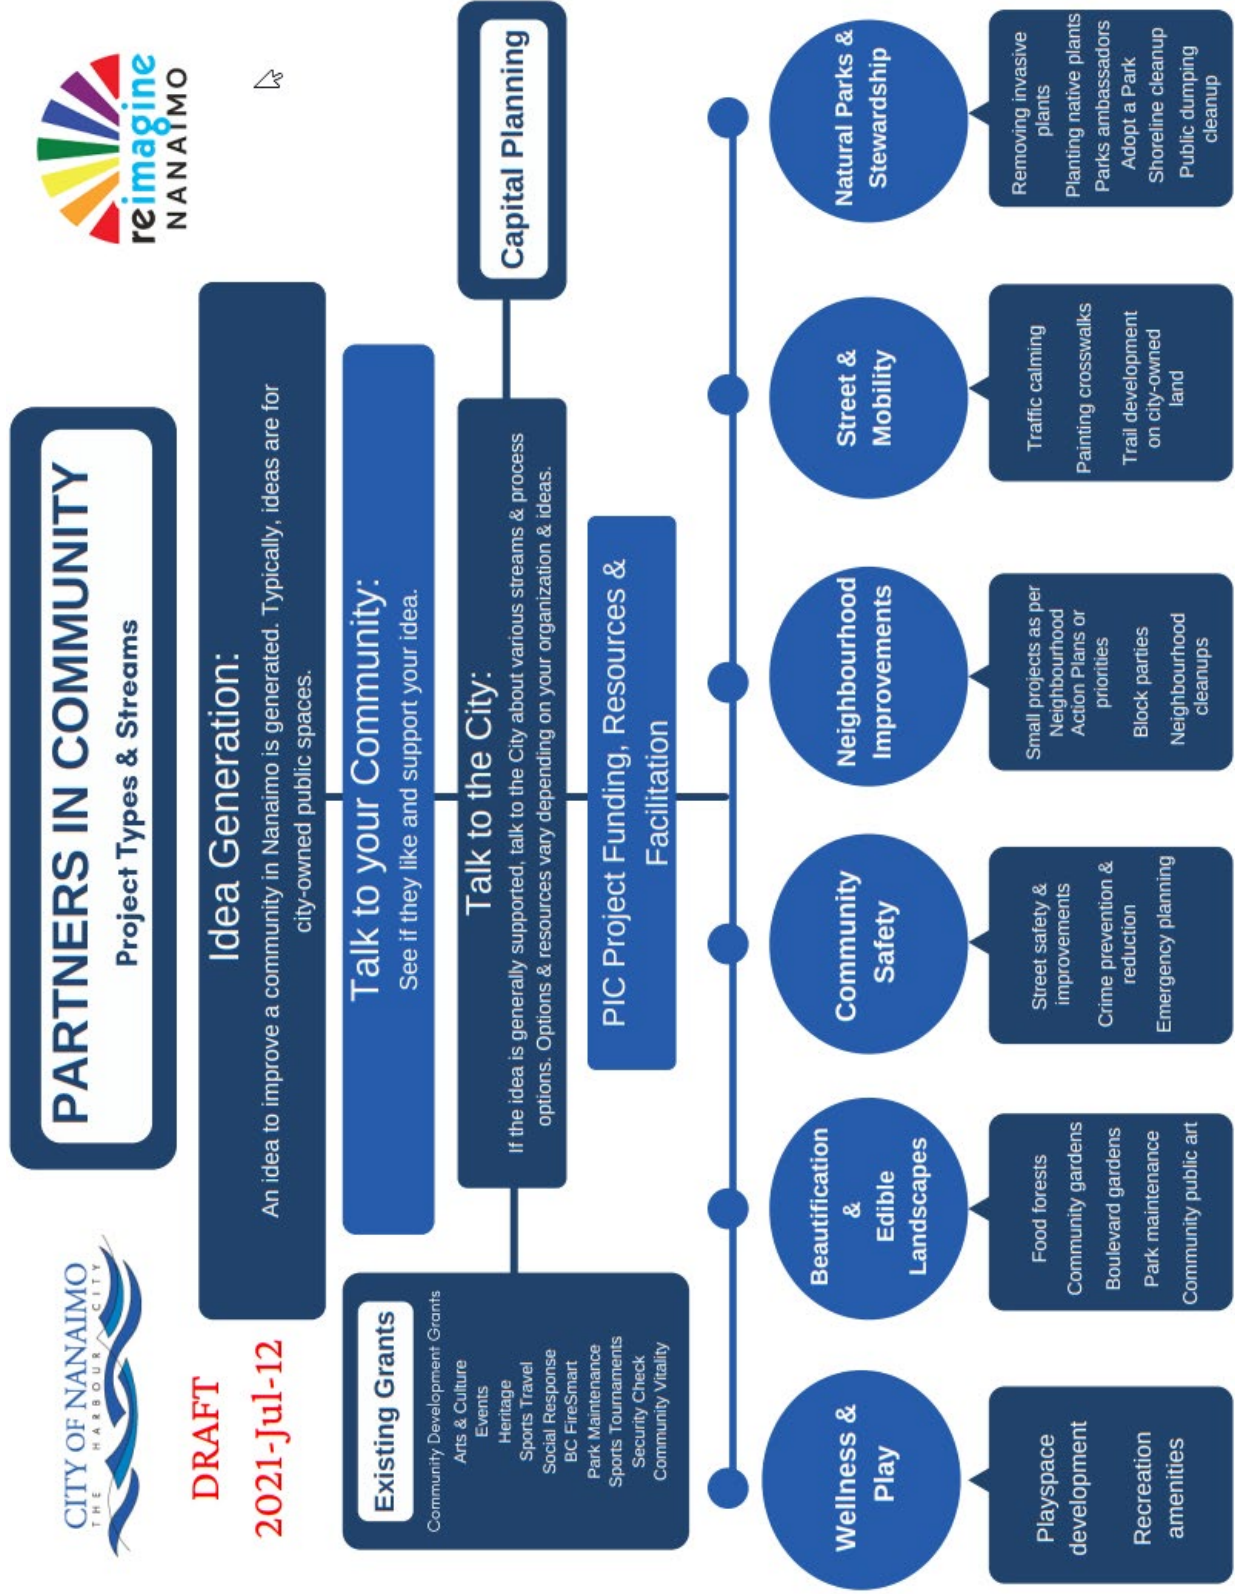 CITY OF NANAIMO
THE HARBOUR CITY
PARTNERS IN COMMUNITY
Project Types & Streams
reimagine
NANAIMO
DRAFT
2021-Jul-12
Idea Generation:
An idea to improve a community in Nanaimo is generated. Typically, ideas are for
city-owned public spaces.
Talk to your Community:
See if they like and support your idea.
Existing Grants
Community Development Grants
Arts & Culture
Events
Heritage
Sports Travel
Social Response
BC FireSmart
Park Maintenance
Sports Tournaments
Security Check
Community Vitality
Talk to the City:
If the idea is generally supported, talk to the City about various streams & process
options. Options & resources vary depending on your organization & ideas.
Capital Planning
PIC Project Funding, Resources &
Facilitation
Wellness &
Play
Playspace
development
Recreation
amenities
Beautification
&
Edible
Landscapes
Food forests
Community gardens
Boulevard gardens
Park maintenance
Community public art
Community
Safety
Street safety &
improvements
Crime prevention &
reduction
Emergency planning
Neighbourhood
Improvements
Small projects as per
Neighbourhood
Action Plans or
priorities
Block parties
Neighbourhood
cleanups
Street &
Mobility
Traffic calming
Painting crosswalks
Trail development
on city-owned
land
Natural Parks &
Stewardship
Removing invasive
plants
Planting native plants
Parks ambassadors
Adopt a Park
Shoreline cleanup
Public dumping
cleanup